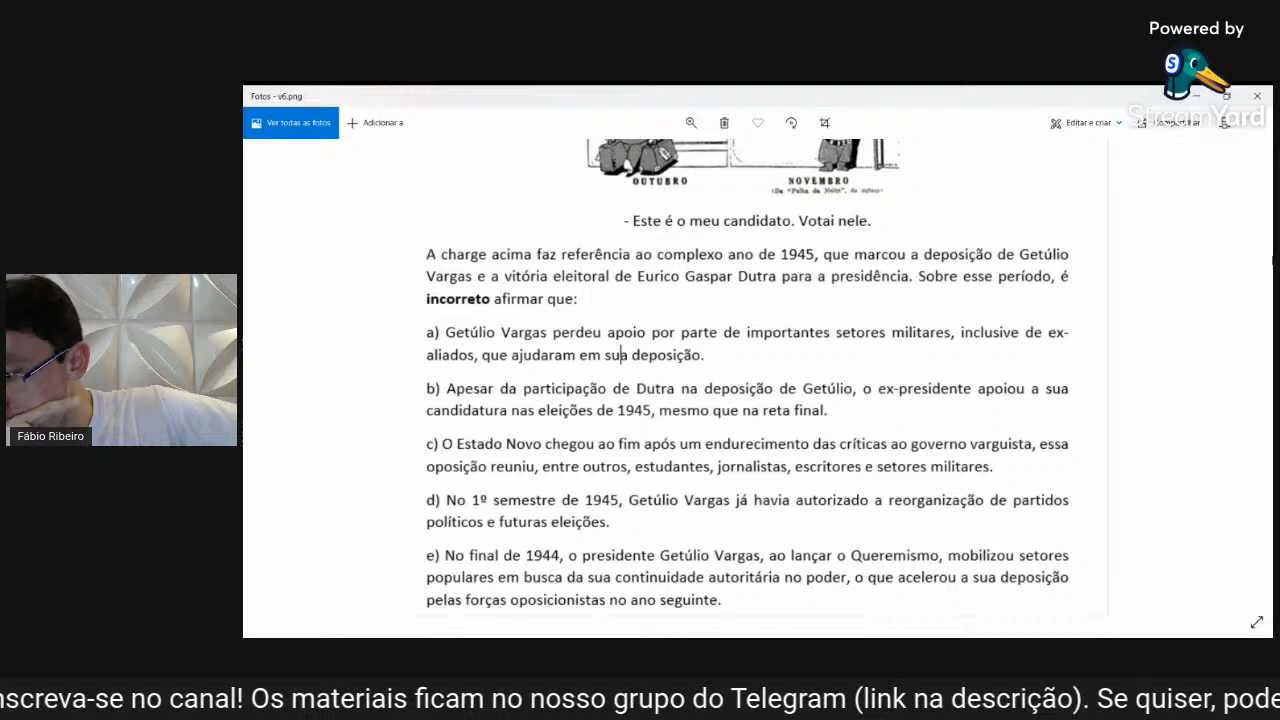 Powered by
StreamYard
Fotos - v6.png
Ver todas as fotos
Adicionar a
Editar e criar
Compartilhar
OUTUBRO
NOVEMBRO
(Da "Folha da
- Este é o meu candidato. Votai nele.
A charge acima faz referência ao complexo ano de 1945, que marcou a deposição de Getúlio
Vargas e a vitória eleitoral de Eurico Gaspar Dutra para a presidência. Sobre esse período, é
incorreto afirmar que:
a) Getúlio Vargas perdeu apoio por parte de importantes setores militares, inclusive de ex-
aliados, que ajudaram em sua deposição.
b) Apesar da participação de Dutra na deposição de Getúlio, o ex-presidente apoiou a sua
candidatura nas eleições de 1945, mesmo que na reta final.
c) O Estado Novo chegou ao fim após um endurecimento das críticas ao governo varguista, essa
oposição reuniu, entre outros, estudantes, jornalistas, escritores e setores militares.
d) No 1º semestre de 1945, Getúlio Vargas já havia autorizado a reorganização de partidos
políticos e futuras eleições.
e) No final de 1944, o presidente Getúlio Vargas, ao lançar o Queremismo, mobilizou setores
populares em busca da sua continuidade autoritária no poder, o que acelerou a sua deposição
pelas forças oposicionistas no ano seguinte.
Fábio Ribeiro
nscreva-se no canal! Os materiais ficam no nosso grupo do Telegram (link na descrição). Se quiser, pode